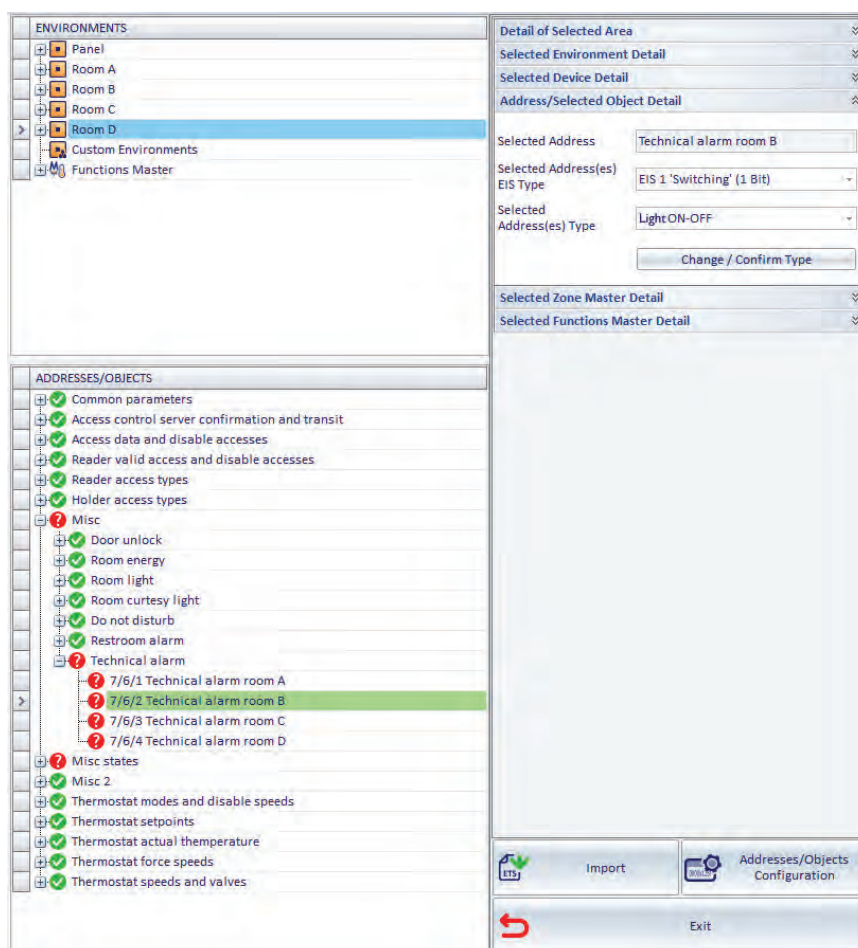 ENVIRONMENTS
Panel
Room A
Room B
Room C
Room D
Custom Environments
Functions Master
Detail of Selected Area
Selected Environment Detail
Selected Device Detail
Address/Selected Object Detail
Selected Address
Technical alarm room B
Selected Address(es)
EIS Type
EIS 1 'Switching' (1 Bit)
Selected
Address(es) Type
Light ON-OFF
Change / Confirm Type
Selected Zone Master Detail
Selected Functions Master Detail
ADDRESSES/OBJECTS
Common parameters
Access control server confirmation and transit
Access data and disable accesses
Reader valid access and disable accesses
Reader access types
Holder access types
Misc
Door unlock
Room energy
Room light
Room curtesy light
Do not disturb
Restroom alarm
Technical alarm
7/6/1 Technical alarm room A
7/6/2 Technical alarm room B
7/6/3 Technical alarm room C
7/6/4 Technical alarm room D
Misc states
Misc 2
Thermostat modes and disable speeds
Thermostat setpoints
Thermostat actual themperature
Thermostat force speeds
Thermostat speeds and valves
ETS
Import
Addresses/Objects
Configuration
Exit